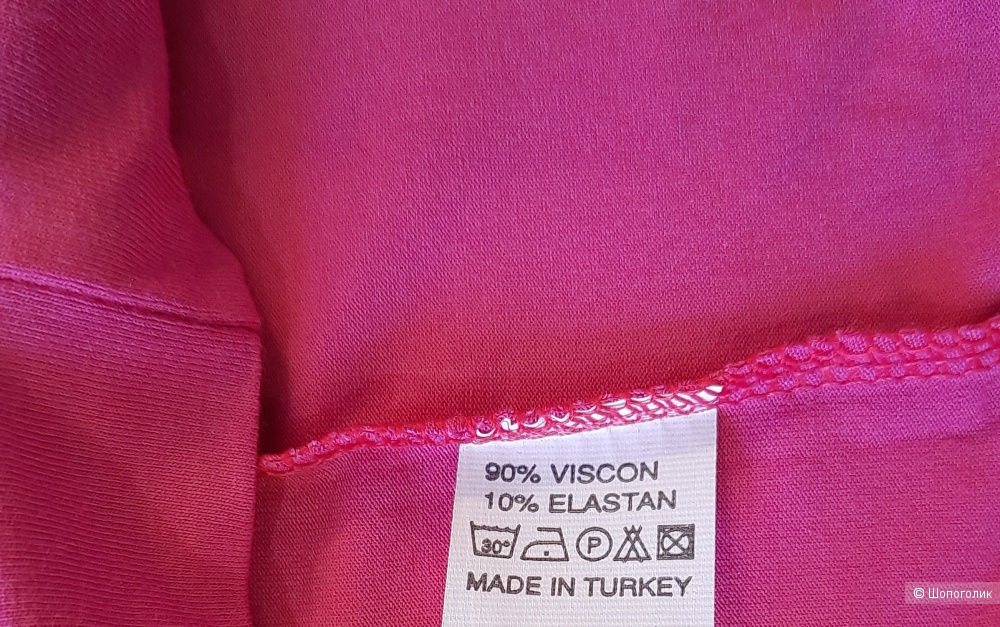 90% VISCON
10% ELASTAN
30°
P
MADE IN TURKEY
© Шопоголик